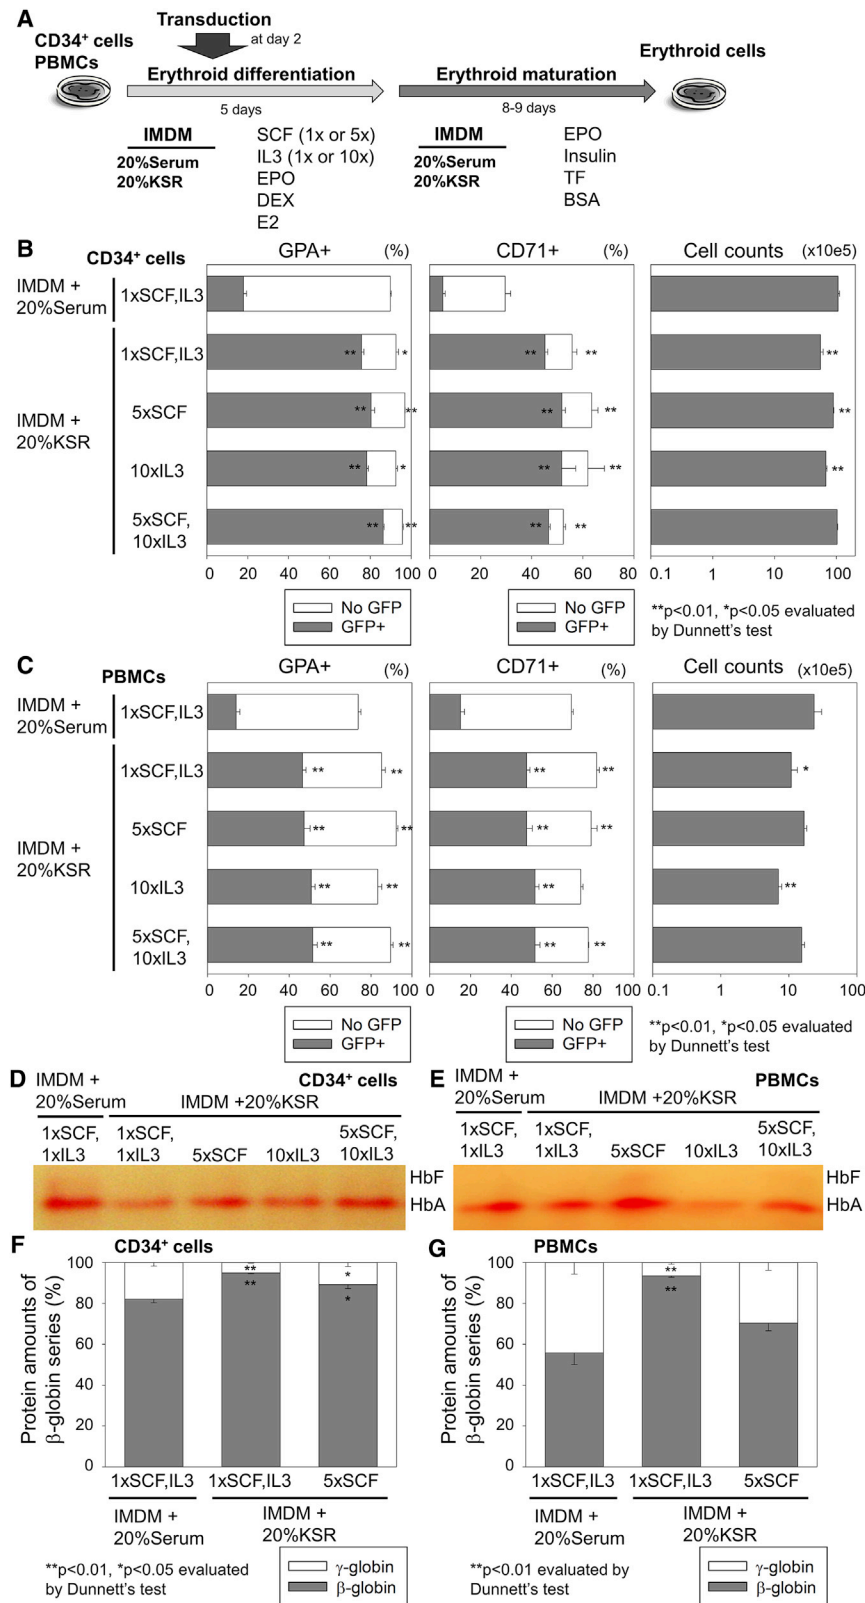 A
Transduction
at day 2
CD34+ cells
PBMCs
Erythroid differentiation
Erythroid maturation
Erythroid cells
5 days
8-9 days
IMDM
20%Serum
20%KSR
SCF (1x or 5x)
IL3 (1x or 10x)
EPO
DEX
E2
IMDM
20%Serum
20%KSR
EPO
Insulin
TF
BSA
B
CD34+ cells
GPA+ (%)
CD71+ (%)
Cell counts (x10e5)
IMDM +
20%Serum
1xSCF,IL3
IMDM +
20%KSR
1xSCF,IL3
** *
** **
**
5xSCF
** **
** **
**
10xIL3
** *
** **
**
5xSCF,
10xIL3
** **
** **
0 20 40 60 80 100
0 20 40 60 80
0.1 1 10 100
No GFP
GFP+
No GFP
GFP+
**p<0.01, *p<0.05 evaluated
by Dunnett's test
C
PBMCs
GPA+ (%)
CD71+ (%)
Cell counts (x10e5)
IMDM +
20%Serum
1xSCF,IL3
IMDM +
20%KSR
1xSCF,IL3
** **
** **
*
5xSCF
** **
** **
10xIL3
** **
**
**
5xSCF,
10xIL3
** **
** **
0 20 40 60 80 100
0 20 40 60 80 100
0.1 1 10 100
No GFP
GFP+
No GFP
GFP+
**p<0.01, *p<0.05 evaluated
by Dunnett's test
D
IMDM +
20%Serum
CD34+ cells
IMDM +20%KSR
1xSCF,
1xIL3
1xSCF,
1xIL3
5xSCF
10xIL3
5xSCF,
10xIL3
HbF
HbA
E
IMDM +
20%Serum
PBMCs
IMDM +20%KSR
1xSCF,
1xIL3
1xSCF,
1xIL3
5xSCF
10xIL3
5xSCF,
10xIL3
HbF
HbA
F
CD34+ cells
Protein amounts of
β-globin series (%)
100
80
60
40
20
0
**
**
*
*
1xSCF,IL3
1xSCF,IL3
5xSCF
IMDM +
20%Serum
IMDM +
20%KSR
**p<0.01, *p<0.05 evaluated
by Dunnett's test
γ-globin
β-globin
G
PBMCs
Protein amounts of
β-globin series (%)
100
80
60
40
20
0
**
**
1xSCF,IL3
1xSCF,IL3
5xSCF
IMDM +
20%Serum
IMDM +
20%KSR
**p<0.01 evaluated by
Dunnett's test
γ-globin
β-globin